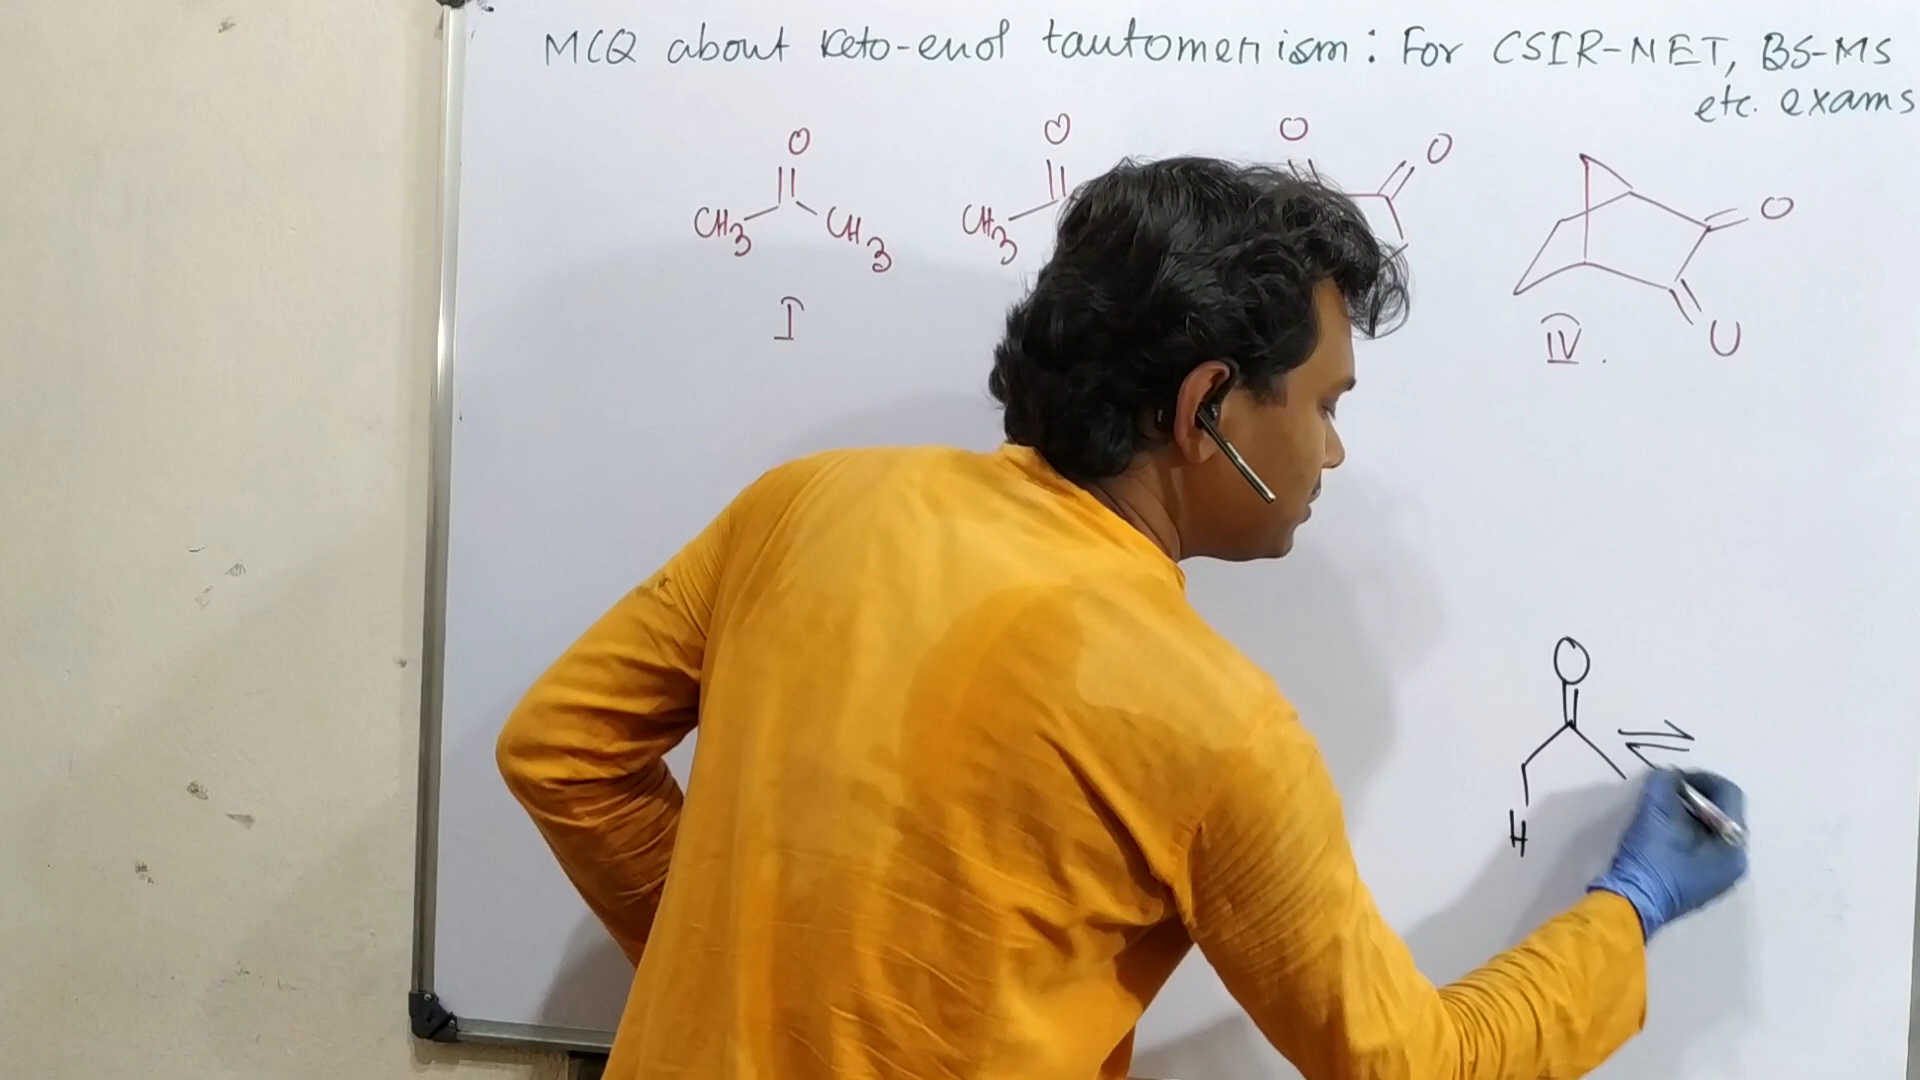 MCQ about keto-enol tautomerism: For CSIR-NET, BS-MS
etc. exams
O O O O
CH3 CH3 CH3 O
I IV. O
O
H